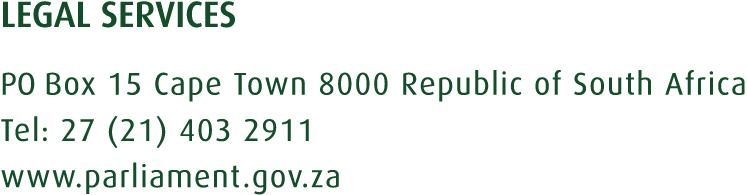 LEGAL SERVICES
PO Box 15 Cape Town 8000 Republic of South Africa
Tel: 27 (21) 403 2911
www.parliament.gov.za